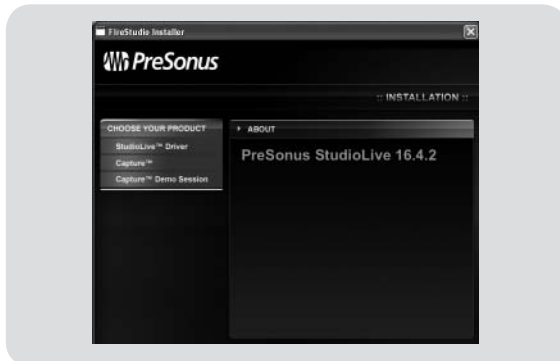 FireStudio Installer
PreSonus
:: INSTALLATION ::
CHOOSE YOUR PRODUCT
StudioLive™ Driver
Capture™
Capture™ Demo Session
ABOUT
PreSonus StudioLive 16.4.2